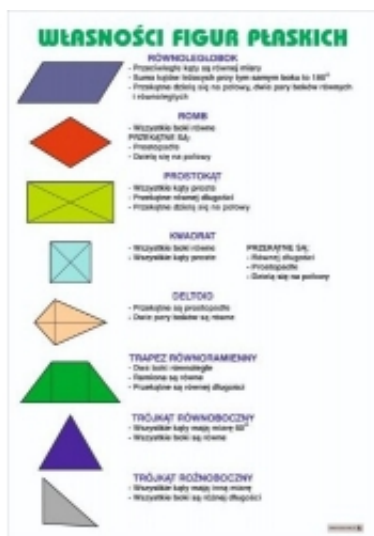 WŁASNOŚCI FIGUR PŁASKICH
RÓWNOLEGŁOBOK
- Przeciwległe kąty są równej miary
- Suma kątów leżących przy tym samym boku to 180°
- Przekątne dzielą się na połowy, dwie pary boków równych
i równoległych
ROMB
- Wszystkie boki równe
PRZEKĄTNE SĄ:
- Prostopadłe
- Dzielą się na połowy
PROSTOKĄT
- Wszystkie kąty proste
- Przekątne równej długości
- Przekątne dzielą się na połowy
KWADRAT
- Wszystkie boki równe
- Wszystkie kąty proste
PRZEKĄTNE SĄ:
- Równej długości
- Prostopadłe
- Dzielą się na połowy
DELTOID
- Przekątne są prostopadłe
- Dwie pary boków są równe
TRAPEZ RÓWNORAMIENNY
- Dwa boki równoległe
- Ramiona są równe
- Przekątne są równej długości
TRÓJKĄT RÓWNOBOCZNY
- Wszystkie kąty mają miarę 60°
- Wszystkie boki są równe
TRÓJKĄT RÓŻNOBOCZNY
- Wszystkie kąty mają inną miarę
- Wszystkie boki są różnej długości